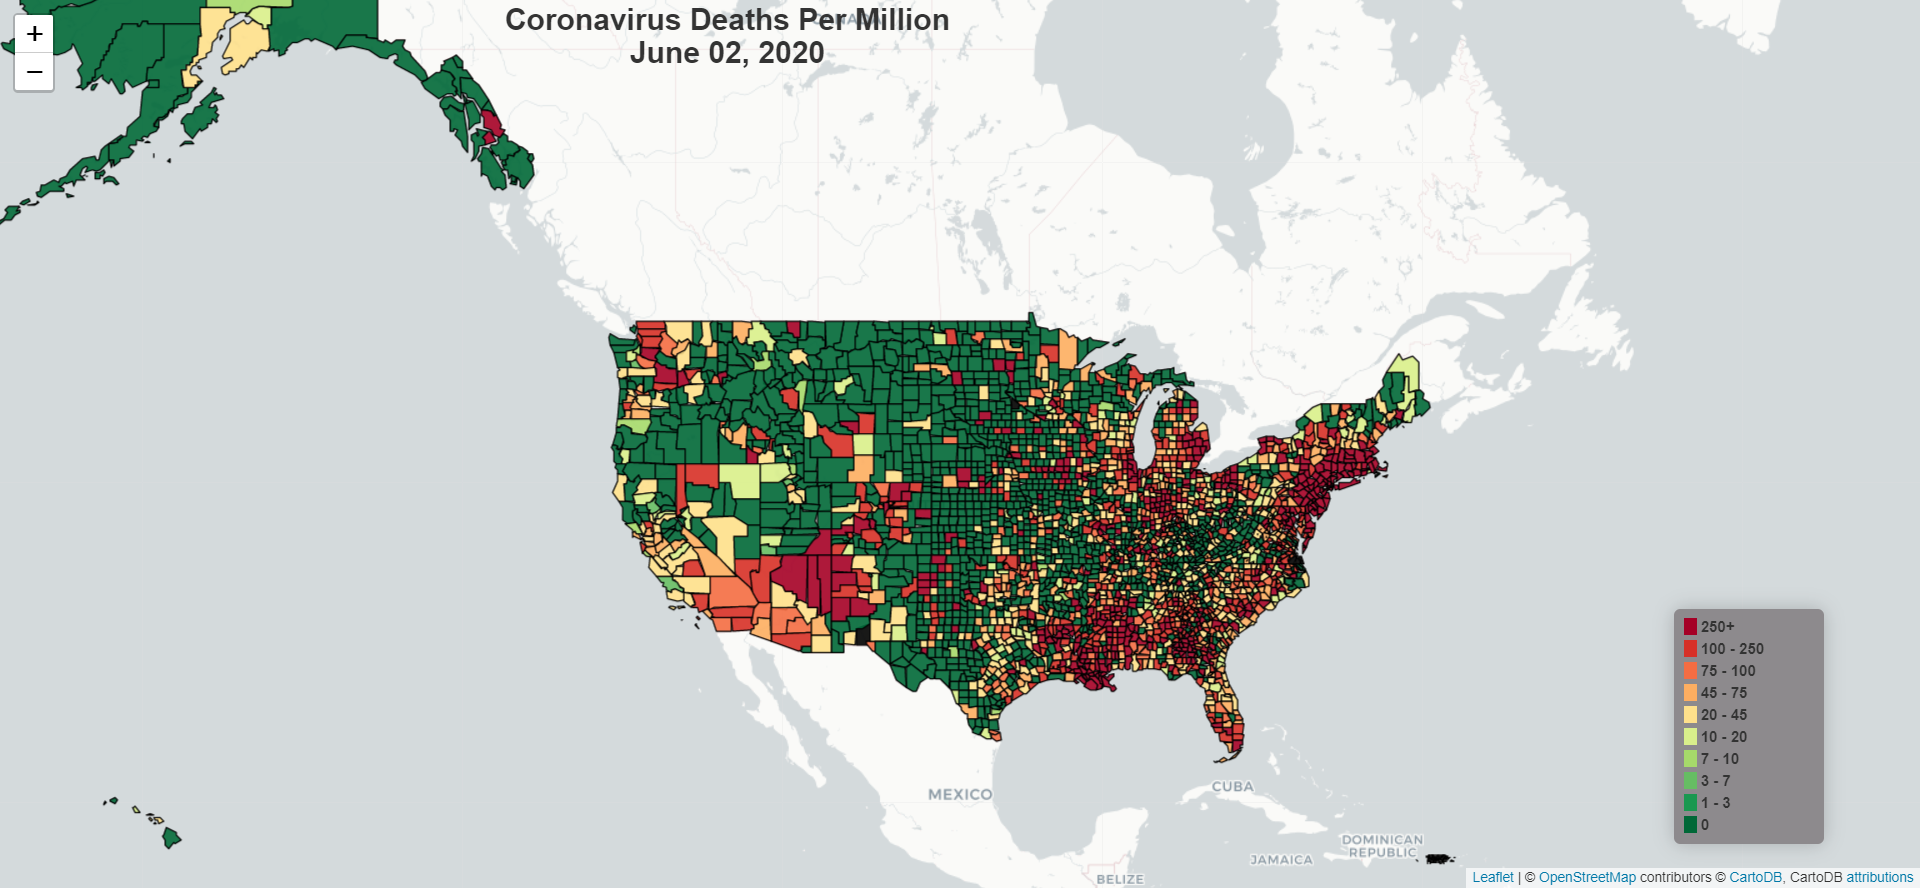 +
−
Coronavirus Deaths Per Million
June 02, 2020
CANADA
MEXICO
CUBA
DOMINICAN
REPUBLIC
JAMAICA
BELIZE
250+
100 - 250
75 - 100
45 - 75
20 - 45
10 - 20
7 - 10
3 - 7
1 - 3
0
Leaflet | © OpenStreetMap contributors © CartoDB, CartoDB attributions